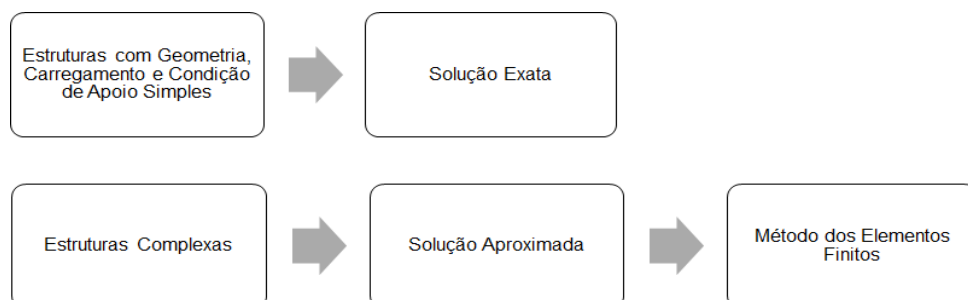 Estruturas com Geometria,
Carregamento e Condição
de Apoio Simples
Solução Exata
Estruturas Complexas
Solução Aproximada
Método dos Elementos
Finitos